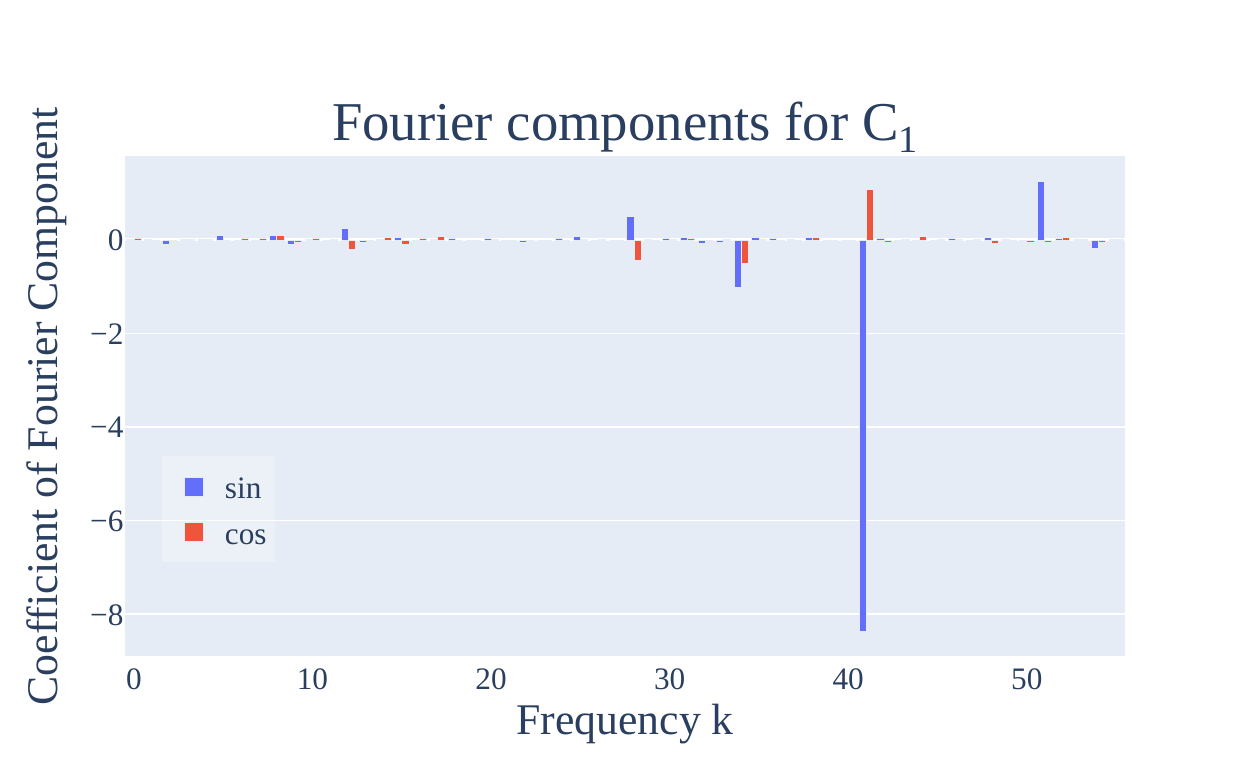 Fourier components for C₁
Coefficient of Fourier Component
0
−2
−4
−6
−8
sin
cos
0 10 20 30 40 50
Frequency k